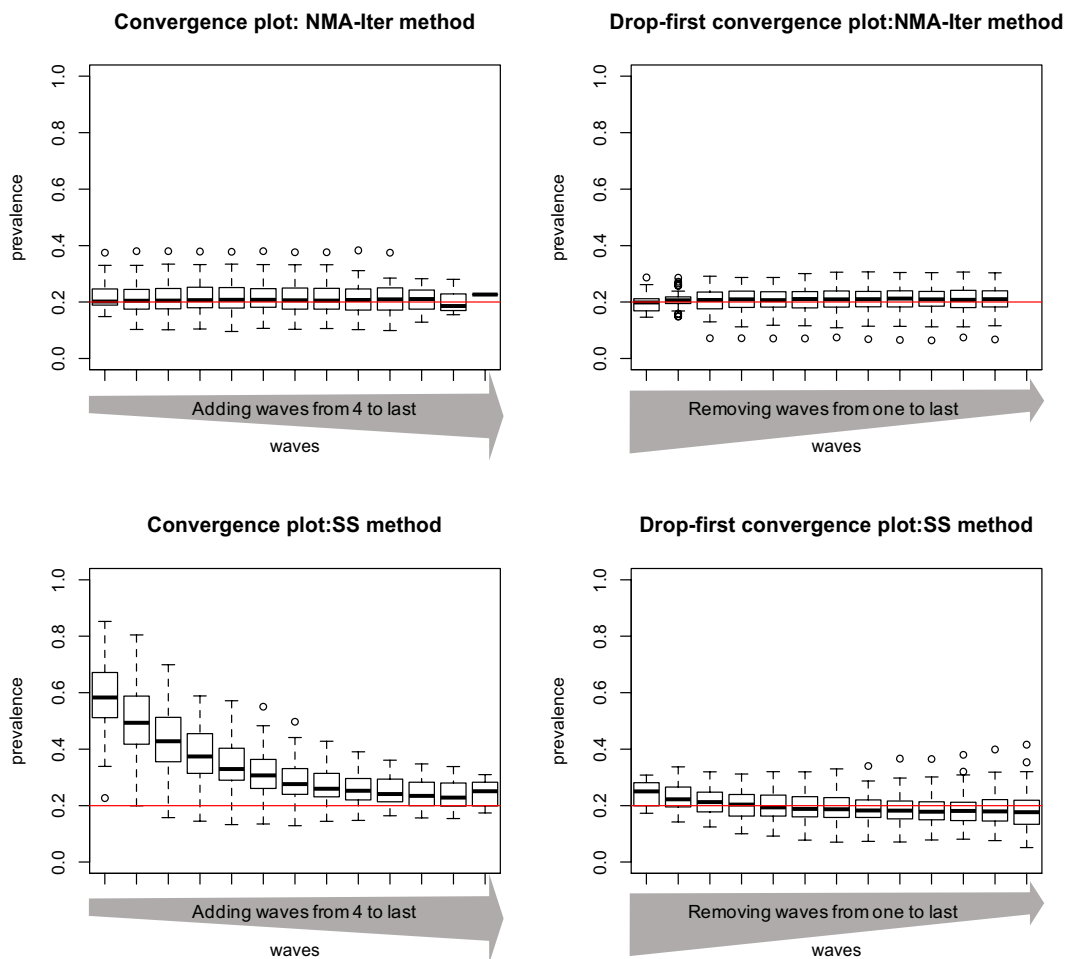 Convergence plot: NMA-Iter method
prevalence
1.0
0.8
0.6
0.4
0.2
0.0
Adding waves from 4 to last
waves
Drop-first convergence plot:NMA-Iter method
prevalence
1.0
0.8
0.6
0.4
0.2
0.0
Removing waves from one to last
waves
Convergence plot:SS method
prevalence
1.0
0.8
0.6
0.4
0.2
0.0
Adding waves from 4 to last
waves
Drop-first convergence plot:SS method
prevalence
1.0
0.8
0.6
0.4
0.2
0.0
Removing waves from one to last
waves